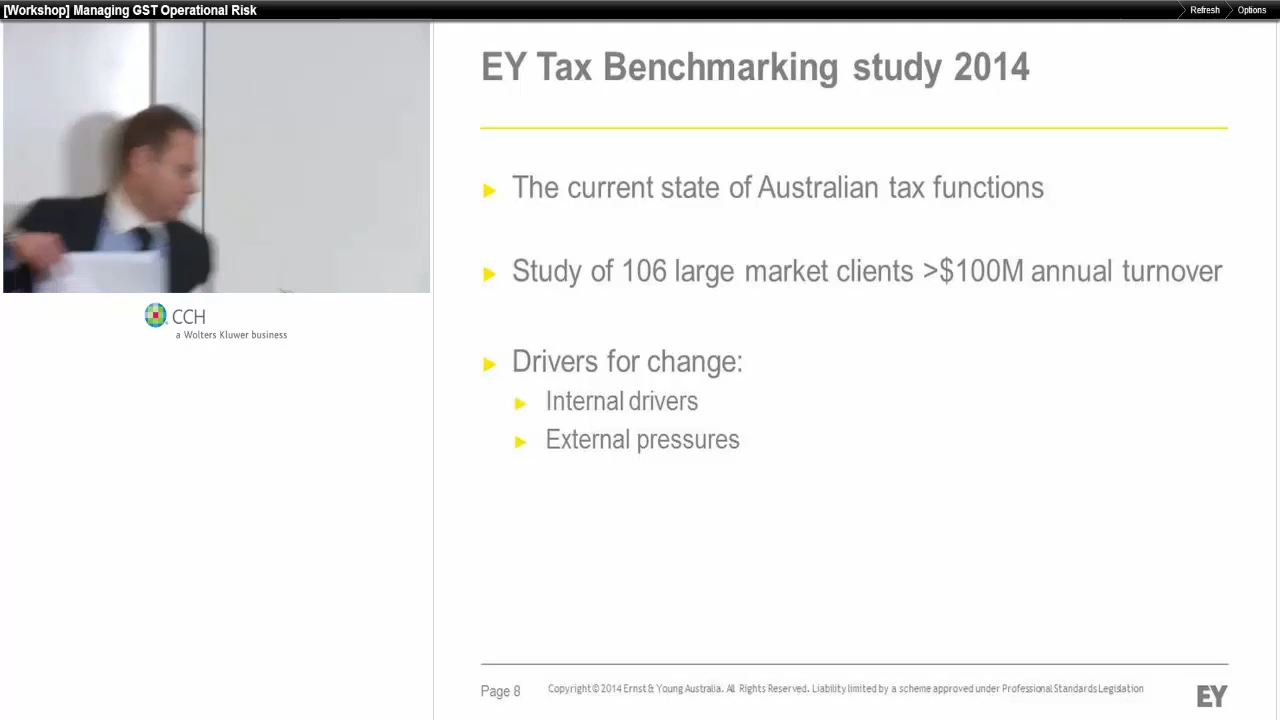 [Workshop] Managing GST Operational Risk
Refresh
Options
EY Tax Benchmarking study 2014
The current state of Australian tax functions
Study of 106 large market clients >$100M annual turnover
Drivers for change:
Internal drivers
External pressures
CCH
a Wolters Kluwer business
Page 8
Copyright © 2014 Ernst & Young Australia. All Rights Reserved. Liability limited by a scheme approved under Professional Standards Legislation
EY